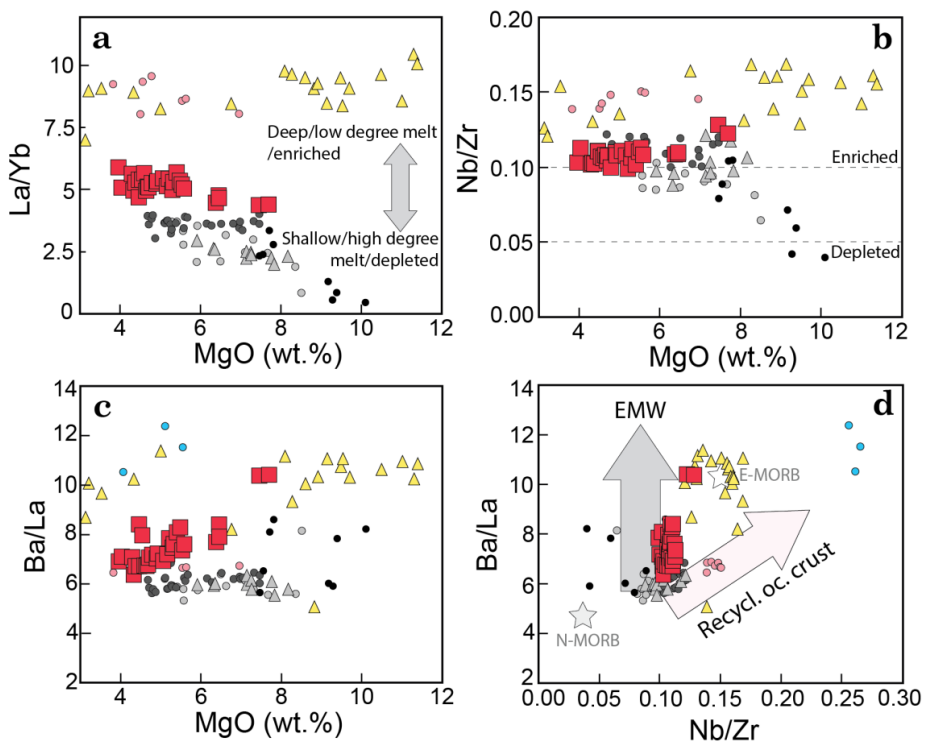 a
La/Yb
10
7.5
5
2.5
0
Deep/low degree melt
/enriched
Shallow/high degree
melt/depleted
4
6
8
10
12
MgO (wt.%)
b
Nb/Zr
0.20
0.15
0.10
0.05
0.00
Enriched
Depleted
4
6
8
10
12
MgO (wt.%)
c
Ba/La
14
12
10
8
6
4
2
4
6
8
10
12
MgO (wt.%)
d
Ba/La
14
12
10
8
6
4
2
EMW
E-MORB
Recycl. oc. crust
N-MORB
0.00
0.05
0.10
0.15
0.20
0.25
0.30
Nb/Zr